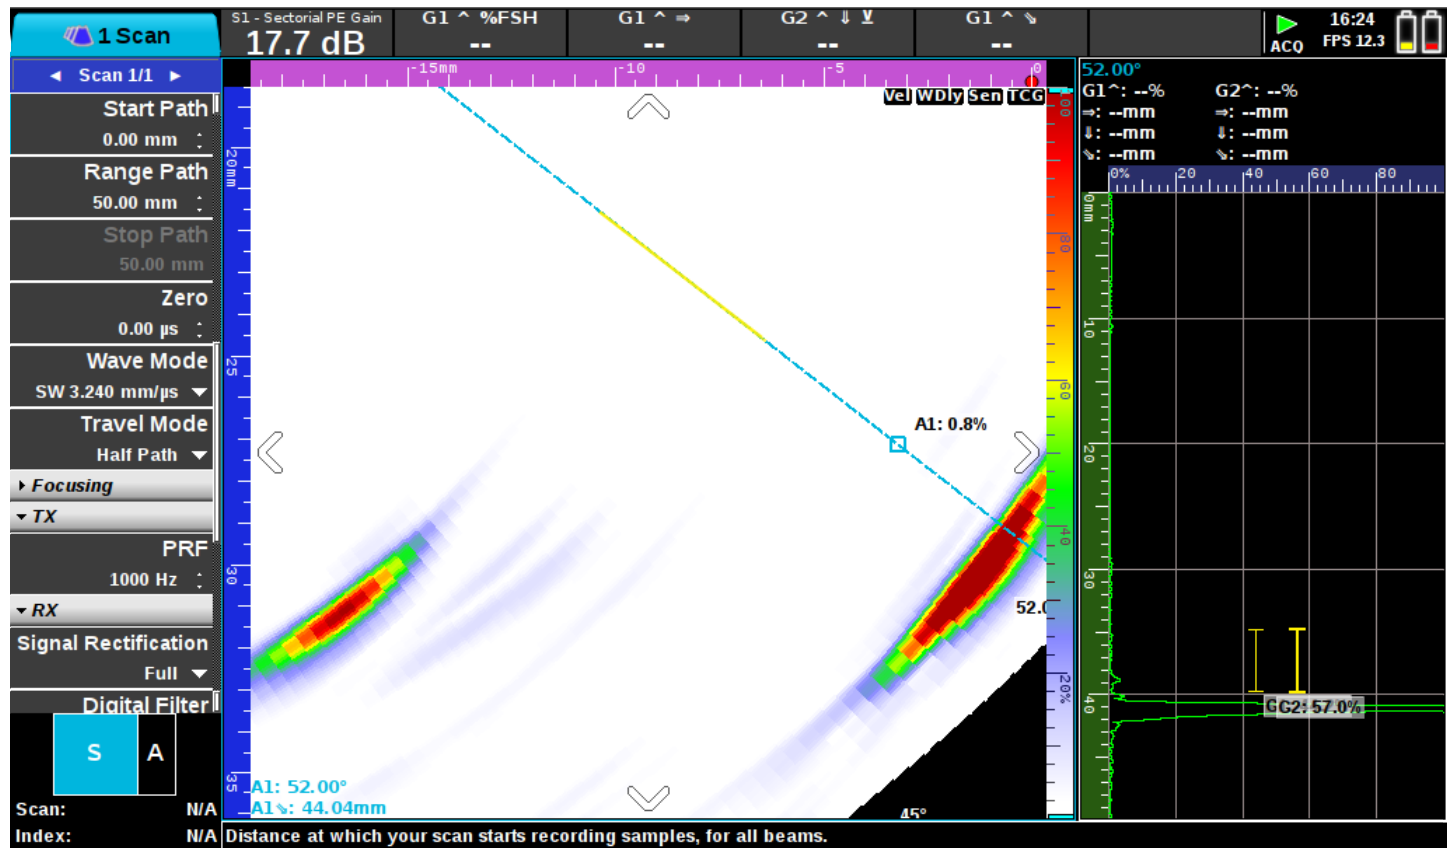 1 Scan
S1 - Sectorial PE Gain
17.7 dB
G1 ^ %FSH
--
G1 ^ ⇒
--
G2 ^ ⇓ ⊻
--
G1 ^ ⇘
--
ACQ
16:24
FPS 12.3
◄ Scan 1/1 ►
Start Path
0.00 mm
Range Path
50.00 mm
Stop Path
50.00 mm
Zero
0.00 µs
Wave Mode
SW 3.240 mm/µs
Travel Mode
Half Path
Focusing
TX
PRF
1000 Hz
RX
Signal Rectification
Full
Digital Filter
S A
Scan: N/A
Index: N/A
-15mm -10 -5 0
Vel WDly Sen TCG
20mm
25
30
35
A1: 0.8%
52.0
A1: 52.00°
A1⇘: 44.04mm
45°
100
80
60
40
20%
52.00°
G1^: --% G2^: --%
⇒: --mm ⇒: --mm
⇓: --mm ⇓: --mm
⇘: --mm ⇘: --mm
0% 20 40 60 80
0mm
10
20
30
40
G2: 57.0%
Distance at which your scan starts recording samples, for all beams.